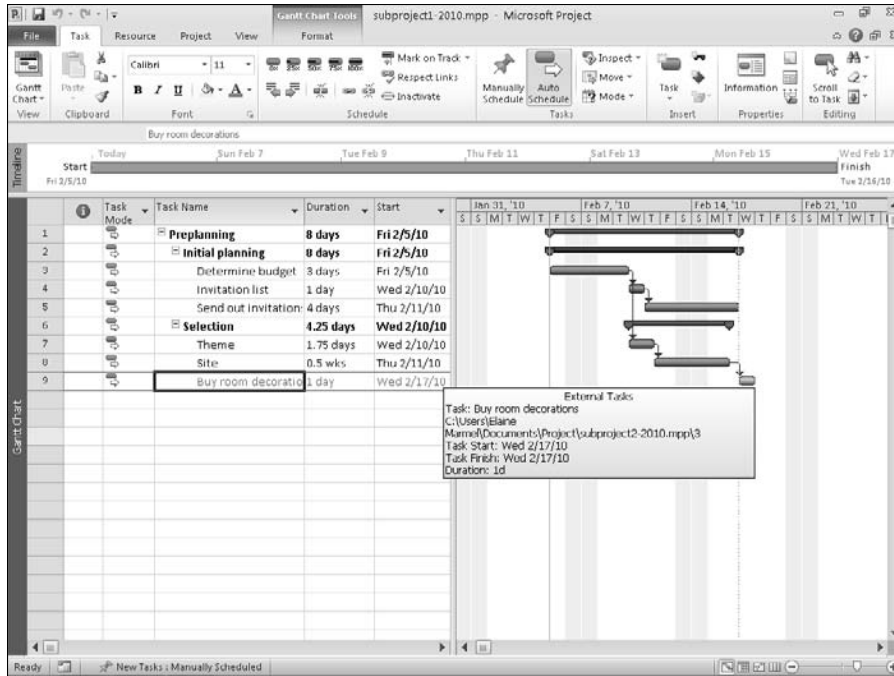 Gantt Chart Tools
subproject1-2010.mpp - Microsoft Project
File Task Resource Project View Format
Gantt Chart
Paste
Calibri 11
B I U A
0% 25% 50% 75% 100%
Mark on Track
Respect Links
Inactivate
Manually Schedule
Auto Schedule
Inspect
Move
Mode
Task
Information
Scroll to Task
View Clipboard Font Schedule Tasks Insert Properties Editing
Buy room decorations
Timeline
Today Sun Feb 7 Tue Feb 9 Thu Feb 11 Sat Feb 13 Mon Feb 15 Wed Feb 17
Start
Fri 2/5/10
Finish
Tue 2/16/10
Task Mode Task Name Duration Start
Jan 31, '10 Feb 7, '10 Feb 14, '10 Feb 21, '10
S S M T W T F S S M T W T F S S M T W T F S S M T W T
1 Preplanning 8 days Fri 2/5/10
2 Initial planning 8 days Fri 2/5/10
3 Determine budget 3 days Fri 2/5/10
4 Invitation list 1 day Wed 2/10/10
5 Send out invitation 4 days Thu 2/11/10
6 Selection 4.25 days Wed 2/10/10
7 Theme 1.75 days Wed 2/10/10
8 Site 0.5 wks Thu 2/11/10
9 Buy room decoratio 1 day Wed 2/17/10
Gantt Chart
External Tasks
Task: Buy room decorations
C:\Users\Elaine
Marmel\Documents\Project\subproject2-2010.mpp\3
Task Start: Wed 2/17/10
Task Finish: Wed 2/17/10
Duration: 1d
Ready New Tasks : Manually Scheduled